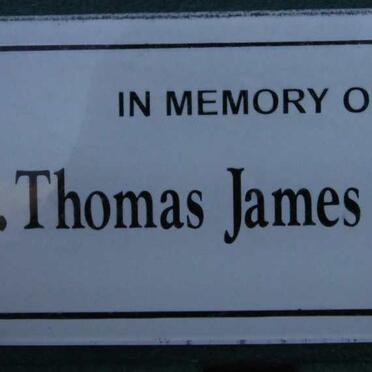 IN MEMORY O
. Thomas James